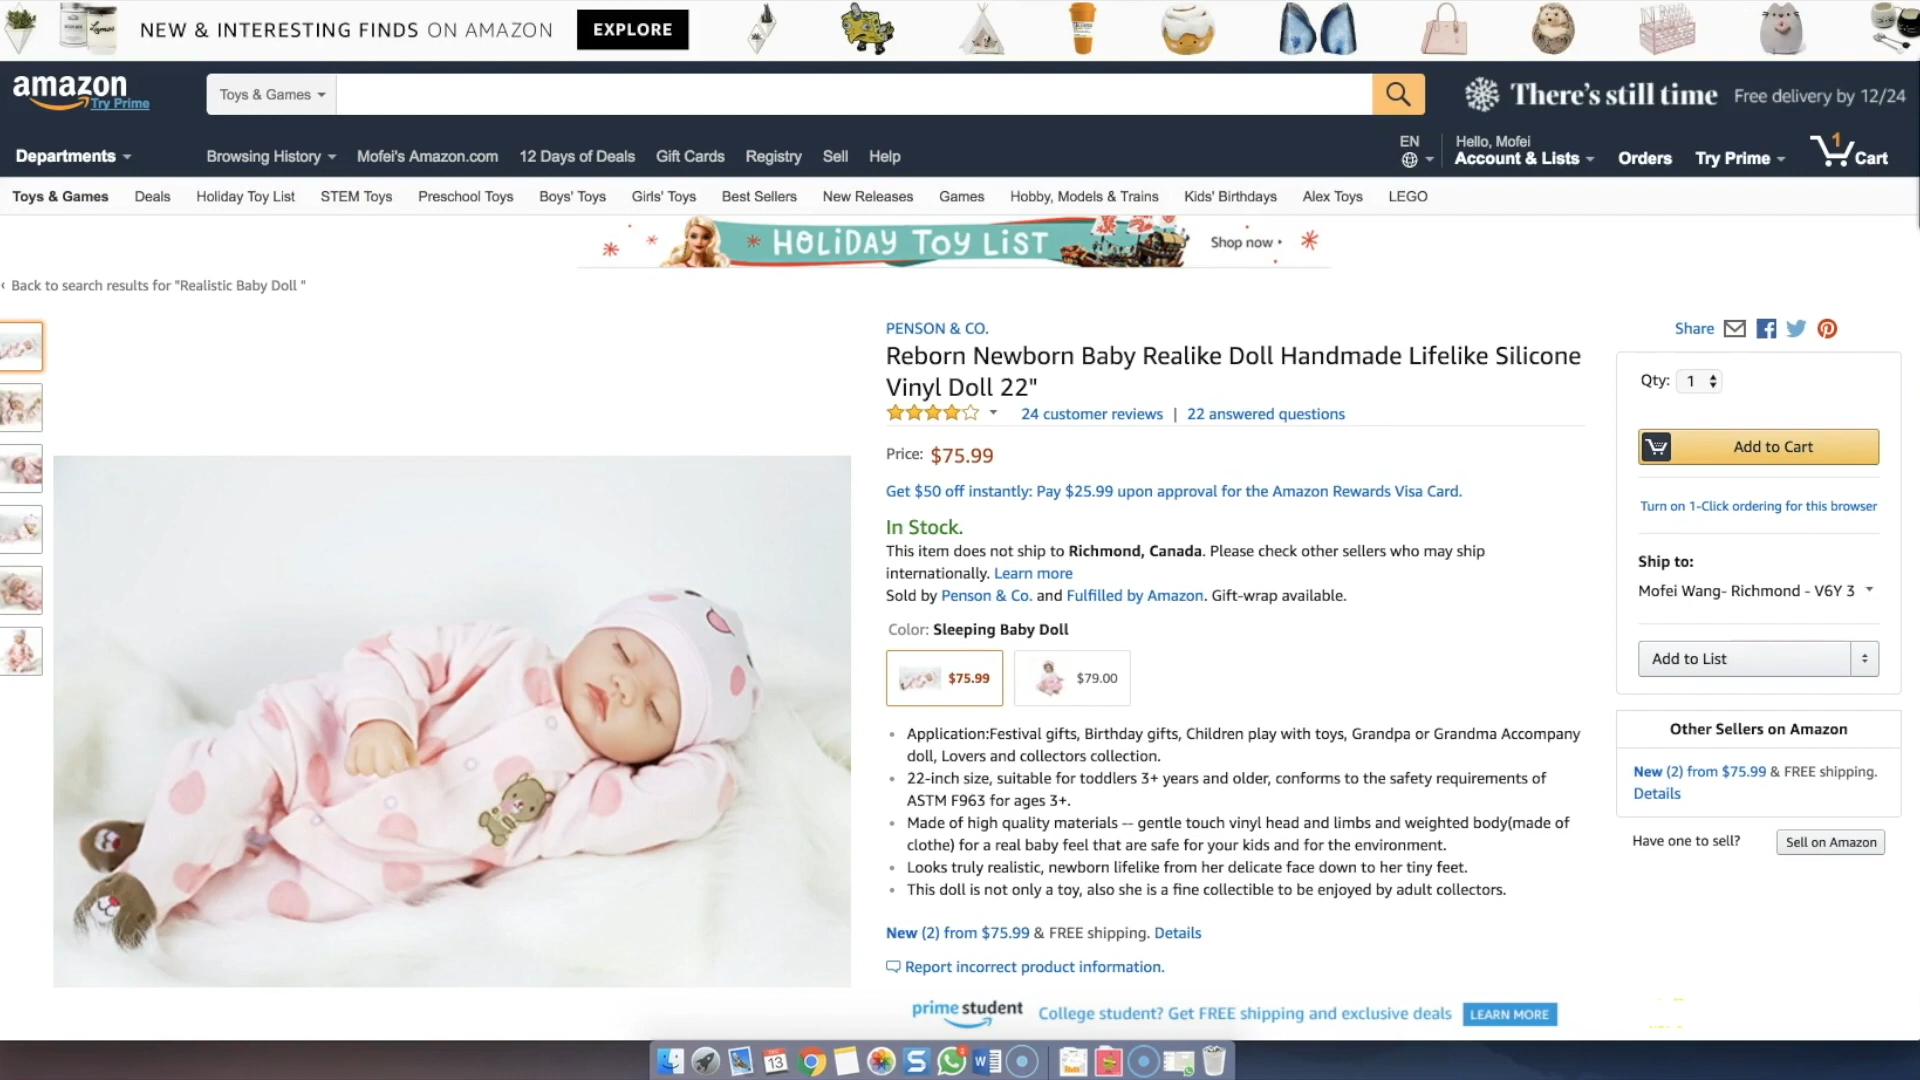 NEW & INTERESTING FINDS ON AMAZON EXPLORE
amazon
Try Prime
Toys & Games
There's still time Free delivery by 12/24
Departments
Browsing History
Mofei's Amazon.com
12 Days of Deals
Gift Cards
Registry
Sell
Help
EN
Hello, Mofei
Account & Lists
Orders
Try Prime
1
Cart
Toys & Games
Deals
Holiday Toy List
STEM Toys
Preschool Toys
Boys' Toys
Girls' Toys
Best Sellers
New Releases
Games
Hobby, Models & Trains
Kids' Birthdays
Alex Toys
LEGO
HOLiDAY TOY LiST
Shop now
‹ Back to search results for "Realistic Baby Doll "
PENSON & CO.
Reborn Newborn Baby Realike Doll Handmade Lifelike Silicone
Vinyl Doll 22"
24 customer reviews | 22 answered questions
Price: $75.99
Get $50 off instantly: Pay $25.99 upon approval for the Amazon Rewards Visa Card.
In Stock.
This item does not ship to Richmond, Canada. Please check other sellers who may ship
internationally. Learn more
Sold by Penson & Co. and Fulfilled by Amazon. Gift-wrap available.
Color: Sleeping Baby Doll
$75.99
$79.00
• Application:Festival gifts, Birthday gifts, Children play with toys, Grandpa or Grandma Accompany
doll, Lovers and collectors collection.
• 22-inch size, suitable for toddlers 3+ years and older, conforms to the safety requirements of
ASTM F963 for ages 3+.
• Made of high quality materials -- gentle touch vinyl head and limbs and weighted body(made of
clothe) for a real baby feel that are safe for your kids and for the environment.
• Looks truly realistic, newborn lifelike from her delicate face down to her tiny feet.
• This doll is not only a toy, also she is a fine collectible to be enjoyed by adult collectors.
New (2) from $75.99 & FREE shipping. Details
Report incorrect product information.
Share
Qty: 1
Add to Cart
Turn on 1-Click ordering for this browser
Ship to:
Mofei Wang- Richmond - V6Y 3
Add to List
Other Sellers on Amazon
New (2) from $75.99 & FREE shipping.
Details
Have one to sell?
Sell on Amazon
prime student College student? Get FREE shipping and exclusive deals LEARN MORE
13
S
W